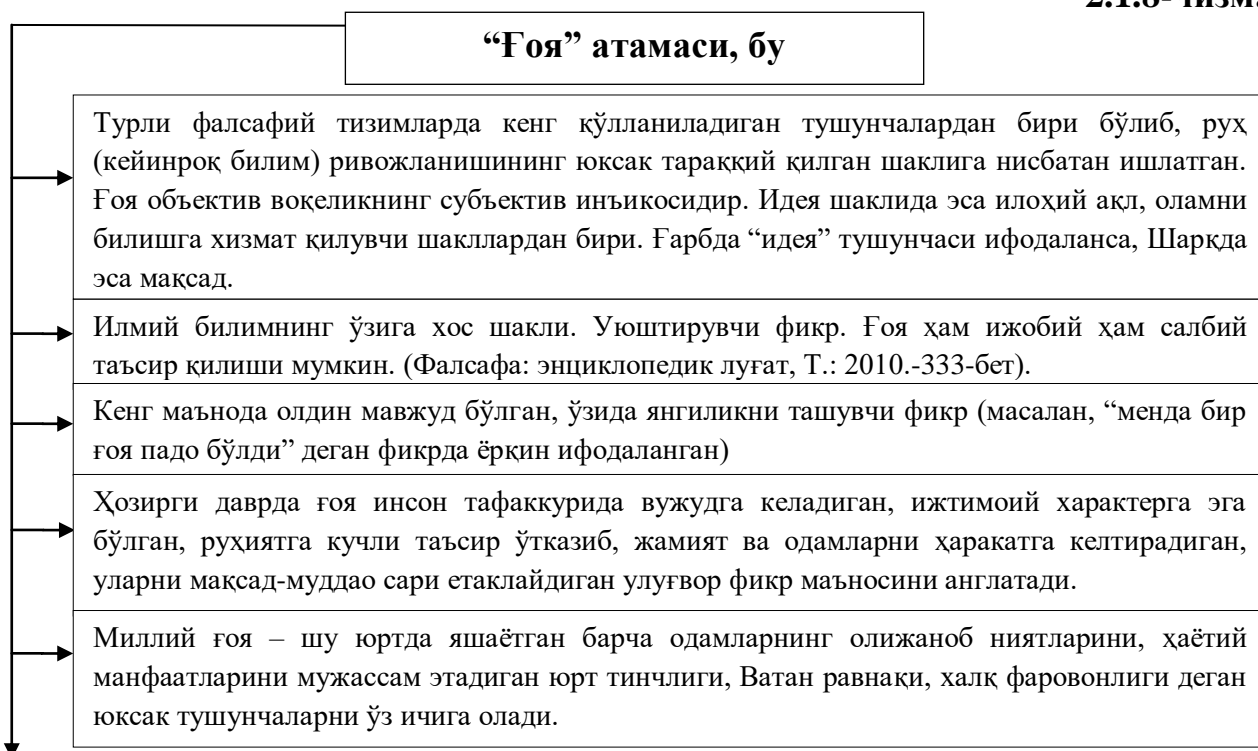 “Ғоя” атамаси, бу
Турли фалсафий тизимларда кенг қўлланиладиган тушунчалардан бири бўлиб, руҳ
(кейинроқ билим) ривожланишининг юксак тараққий қилган шаклига нисбатан ишлатган.
Ғоя объектив воқеликнинг субъектив инъикосидир. Идея шаклида эса илоҳий ақл, оламни
билишга хизмат қилувчи шакллардан бири. Ғарбда “идея” тушунчаси ифодаланса, Шарқда
эса мақсад.
Илмий билимнинг ўзига хос шакли. Уюштирувчи фикр. Ғоя ҳам ижобий ҳам салбий
таъсир қилиши мумкин. (Фалсафа: энциклопедик луғат, Т.: 2010.-333-бет).
Кенг маънода олдин мавжуд бўлган, ўзида янгиликни ташувчи фикр (масалан, “менда бир
ғоя падо бўлди” деган фикрда ёрқин ифодаланган)
Ҳозирги даврда ғоя инсон тафаккурида вужудга келадиган, ижтимоий характерга эга
бўлган, руҳиятга кучли таъсир ўтказиб, жамият ва одамларни ҳаракатга келтирадиган,
уларни мақсад-муддао сари етаклайдиган улуғвор фикр маъносини англатади.
Миллий ғоя – шу юртда яшаётган барча одамларнинг олижаноб ниятларини, ҳаётий
манфаатларини мужассам этадиган юрт тинчлиги, Ватан равнақи, халқ фаровонлиги деган
юксак тушунчаларни ўз ичига олади.